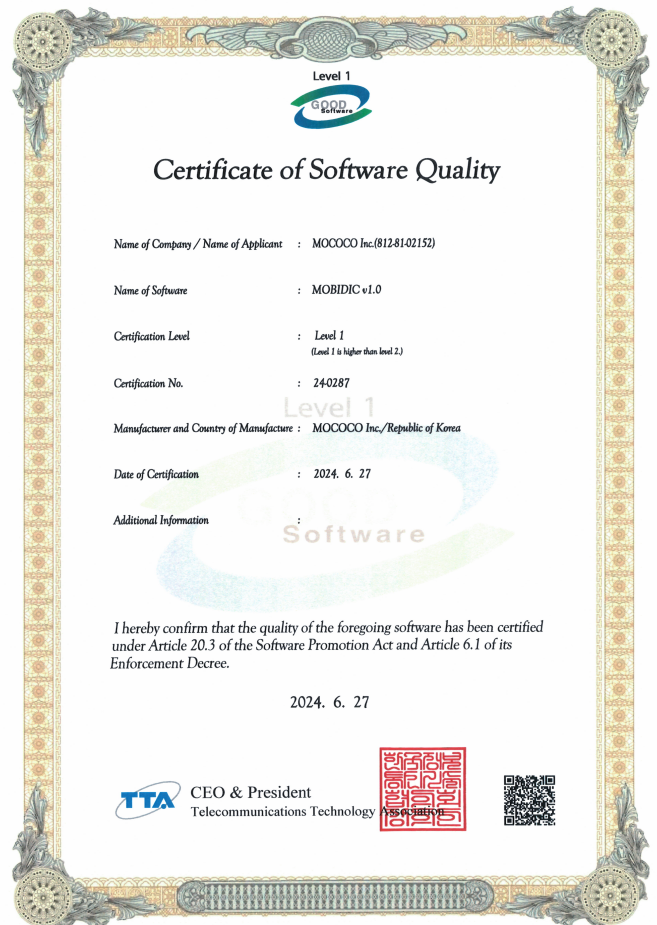 Level 1
GOOD
Software
Certificate of Software Quality
Name of Company / Name of Applicant : MOCOCO Inc.(812-81-02152)
Name of Software : MOBIDIC v1.0
Certification Level : Level 1
(Level 1 is higher than level 2.)
Certification No. : 24-0287
Level 1
Manufacturer and Country of Manufacture : MOCOCO Inc./Republic of Korea
Date of Certification : 2024. 6. 27
GOOD
Additional Information :
Software
I hereby confirm that the quality of the foregoing software has been certified
under Article 20.3 of the Software Promotion Act and Article 6.1 of its
Enforcement Decree.
2024. 6. 27
TTA
CEO & President
Telecommunications Technology Association